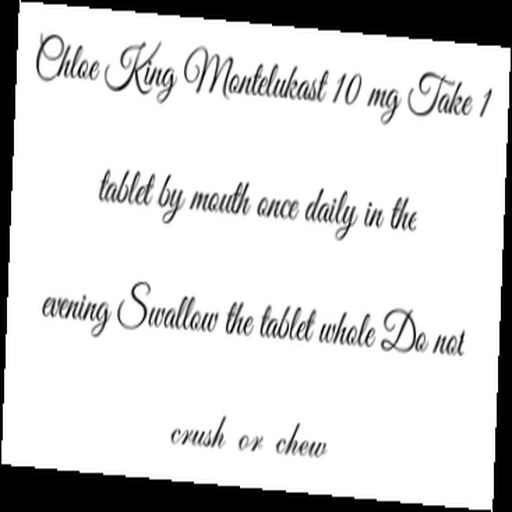 Chloe King Montelukast 10 mg Take 1
tablet by mouth once daily in the
evening Swallow the tablet whole Do not
crush or chew